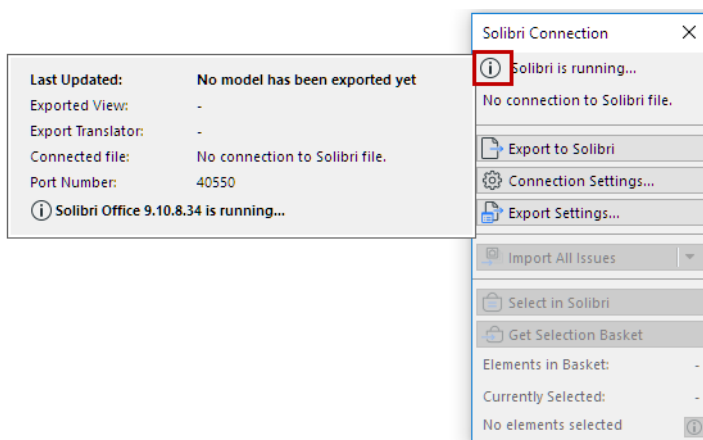 Solibri Connection
Solibri is running...
No connection to Solibri file.
Export to Solibri
Connection Settings...
Export Settings...
Import All Issues
Select in Solibri
Get Selection Basket
Elements in Basket: -
Currently Selected: -
No elements selected
Last Updated: No model has been exported yet
Exported View: -
Export Translator: -
Connected file: No connection to Solibri file.
Port Number: 40550
Solibri Office 9.10.8.34 is running...